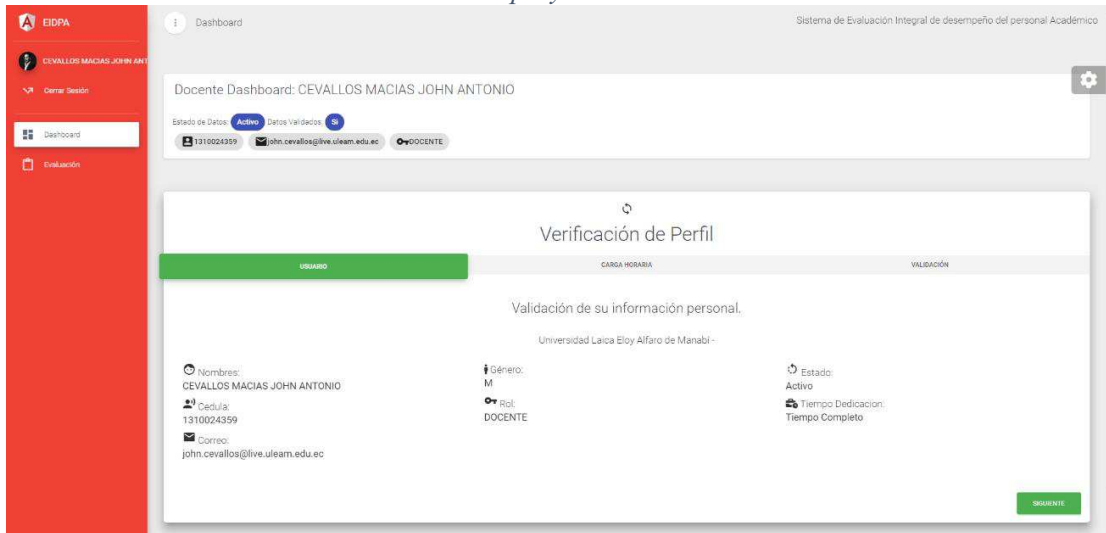 EIDPA
Dashboard
Sistema de Evaluación Integral de desempeño del personal Académico
CEVALLOS MACIAS JOHN ANT
Cerrar Sesión
Dashboard
Evaluación
Docente Dashboard: CEVALLOS MACIAS JOHN ANTONIO
Estado de Datos: Activo Datos Validados: Si
1310024359 john.cevallos@live.uleam.edu.ec DOCENTE
Verificación de Perfil
USUARIO CARGA HORARIA VALIDACIÓN
Validación de su información personal.
Universidad Laica Eloy Alfaro de Manabí -
Nombres:
CEVALLOS MACIAS JOHN ANTONIO
Cedula:
1310024359
Correo:
john.cevallos@live.uleam.edu.ec
Género:
M
Rol:
DOCENTE
Estado:
Activo
Tiempo Dedicacion:
Tiempo Completo
SIGUIENTE